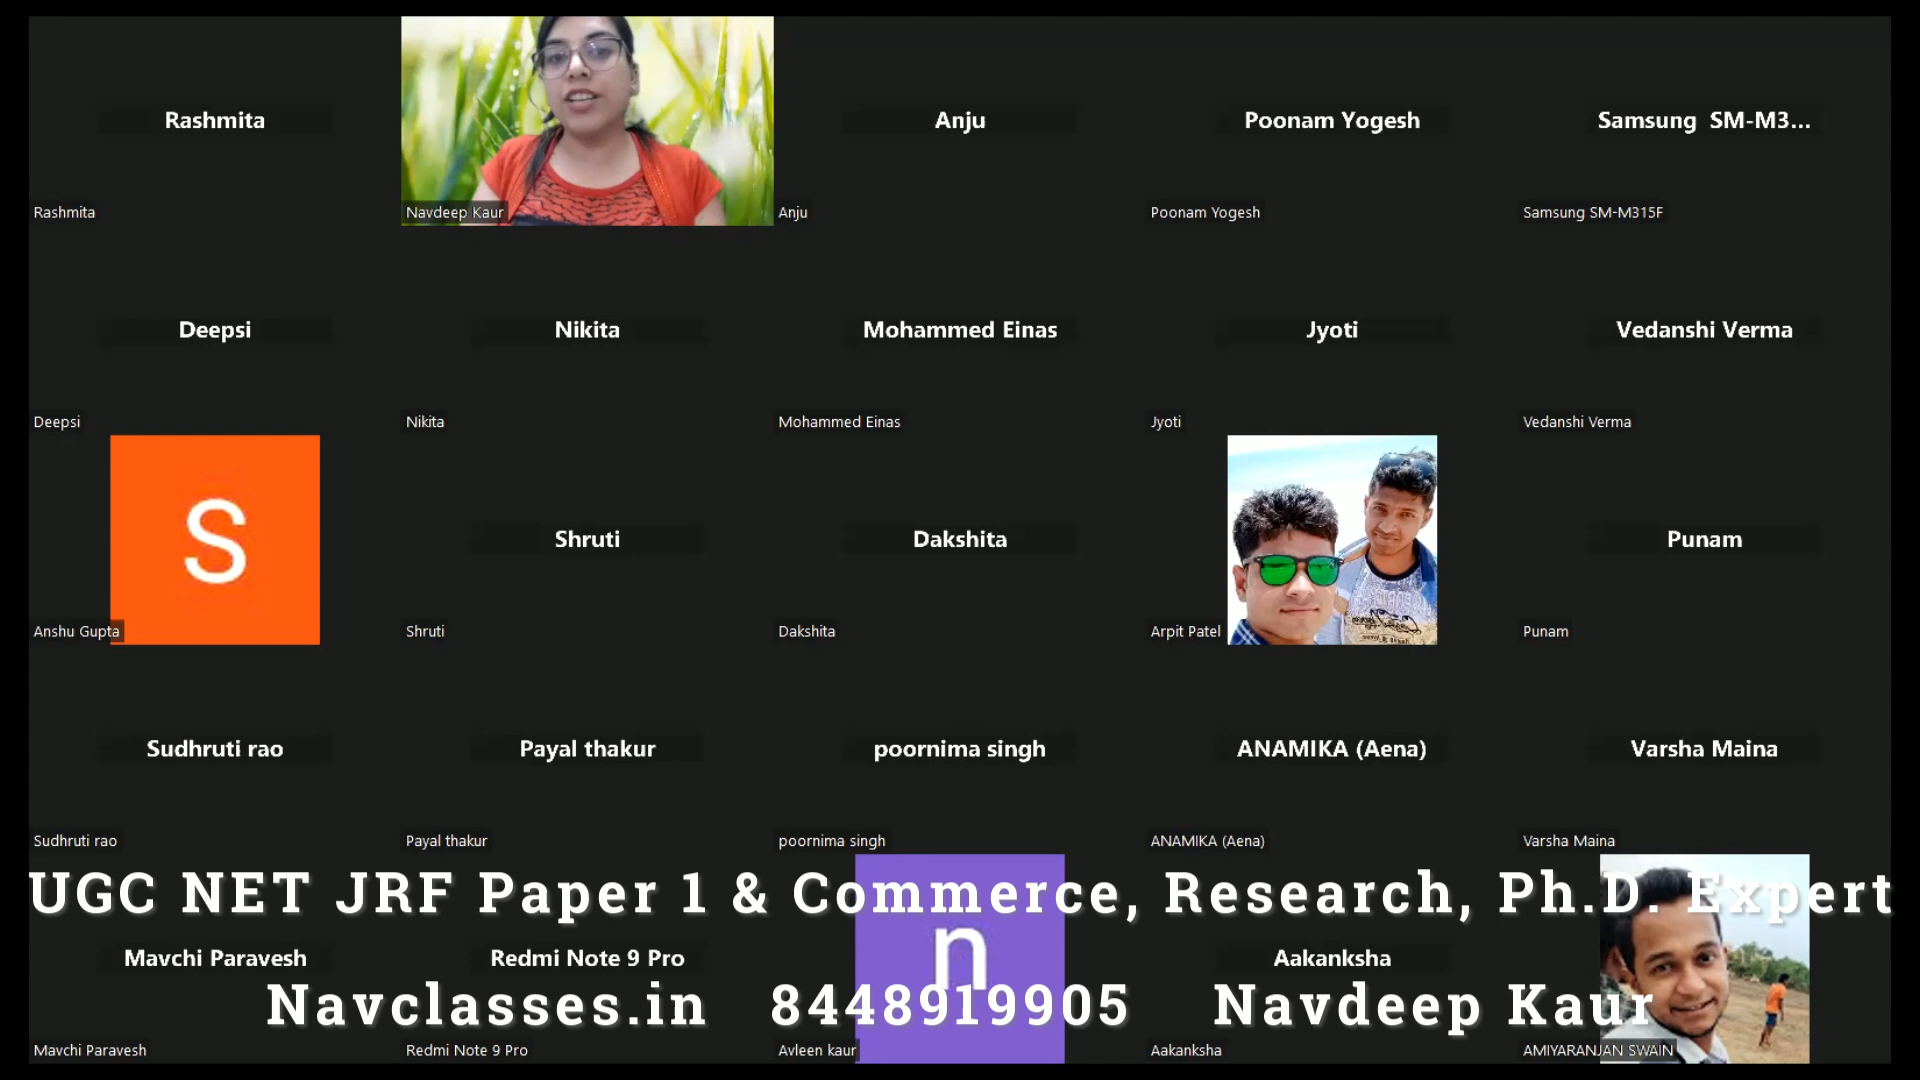 Rashmita
Anju
Poonam Yogesh
Samsung SM-M3...
Rashmita
Navdeep Kaur
Anju
Poonam Yogesh
Samsung SM-M315F
Deepsi
Nikita
Mohammed Einas
Jyoti
Vedanshi Verma
Deepsi
Nikita
Mohammed Einas
Jyoti
Vedanshi Verma
S
Shruti
Dakshita
Punam
Anshu Gupta
Shruti
Dakshita
Arpit Patel
Punam
Sudhruti rao
Payal thakur
poornima singh
ANAMIKA (Aena)
Varsha Maina
Sudhruti rao
Payal thakur
poornima singh
ANAMIKA (Aena)
Varsha Maina
UGC NET JRF Paper 1 & Commerce, Research, Ph.D. Expert
Mavchi Paravesh
Redmi Note 9 Pro
n
Aakanksha
Navclasses.in 8448919905 Navdeep Kaur
Mavchi Paravesh
Redmi Note 9 Pro
Avleen kaur
Aakanksha
AMIYARANJAN SWAIN